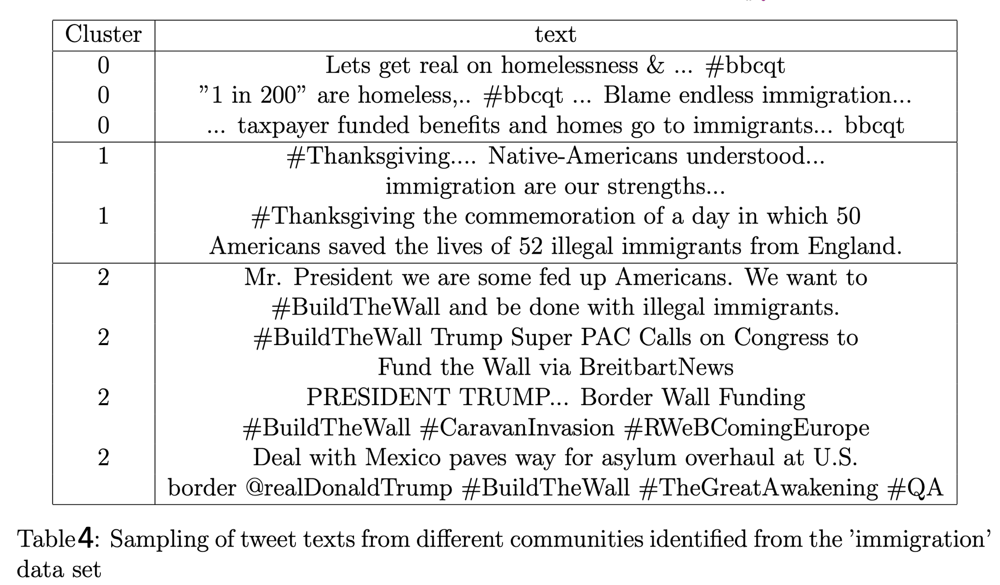 Cluster text
0 Lets get real on homelessness & ... #bbcqt
0 ”1 in 200” are homeless,.. #bbcqt ... Blame endless immigration...
0 ... taxpayer funded benefits and homes go to immigrants... bbcqt
1 #Thanksgiving.... Native-Americans understood...
immigration are our strengths...
1 #Thanksgiving the commemoration of a day in which 50
Americans saved the lives of 52 illegal immigrants from England.
2 Mr. President we are some fed up Americans. We want to
#BuildTheWall and be done with illegal immigrants.
2 #BuildTheWall Trump Super PAC Calls on Congress to
Fund the Wall via BreitbartNews
2 PRESIDENT TRUMP... Border Wall Funding
#BuildTheWall #CaravanInvasion #RWeBComingEurope
2 Deal with Mexico paves way for asylum overhaul at U.S.
border @realDonaldTrump #BuildTheWall #TheGreatAwakening #QA
Table 4: Sampling of tweet texts from different communities identified from the ’immigration’
data set